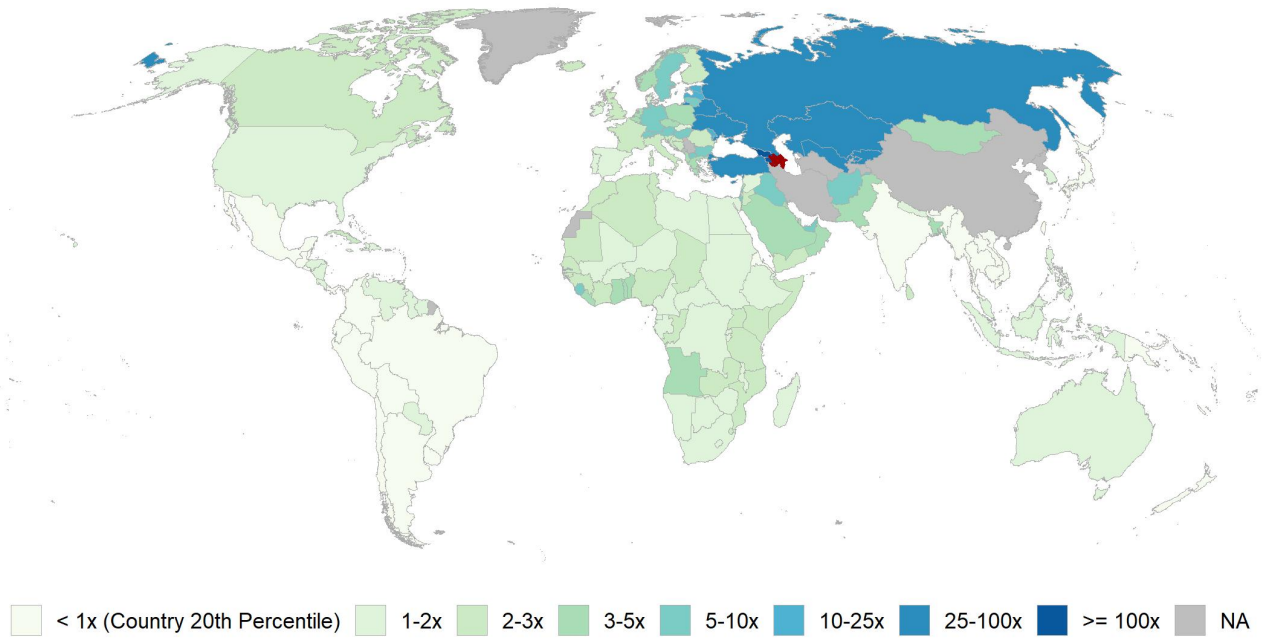 < 1x (Country 20th Percentile) 1-2x 2-3x 3-5x 5-10x 10-25x 25-100x >= 100x NA